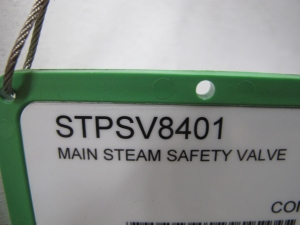 STPSV8401
MAIN STEAM SAFETY VALVE